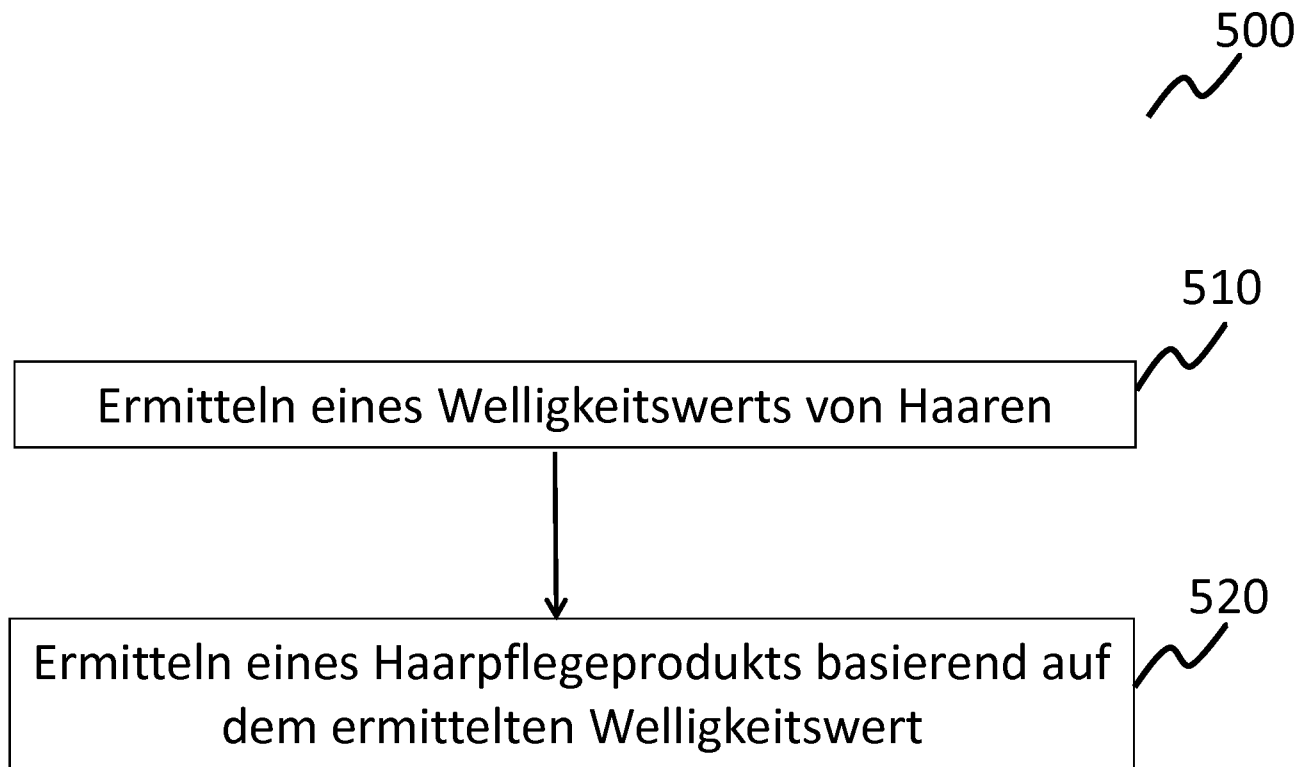 500
510
Ermitteln eines Welligkeitswerts von Haaren
520
Ermitteln eines Haarpflegeprodukts basierend auf
dem ermittelten Welligkeitswert